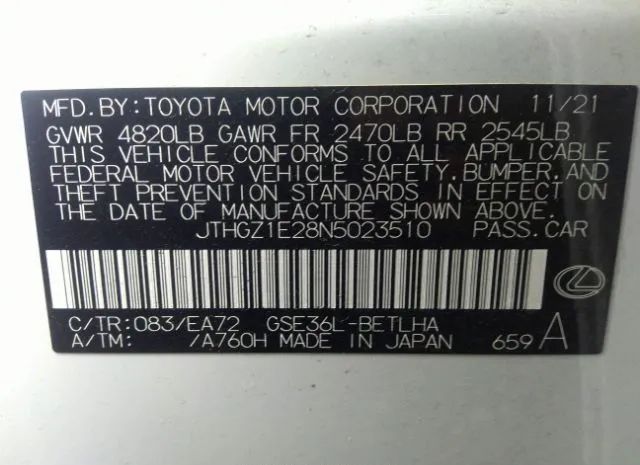 MFD.BY:TOYOTA MOTOR CORPORATION 11/21
GVWR 4820LB GAWR FR 2470LB RR 2545LB
THIS VEHICLE CONFORMS TO ALL APPLICABLE
FEDERAL MOTOR VEHICLE SAFETY.BUMPER.AND
THEFT PREVENTION STANDARDS IN EFFECT ON
THE DATE OF MANUFACTURE SHOWN ABOVE.
JTHGZ1E28N5023510 PASS.CAR
C/TR:083/EA72 GSE36L-BETLHA
A/TM: /A760H MADE IN JAPAN 659 A